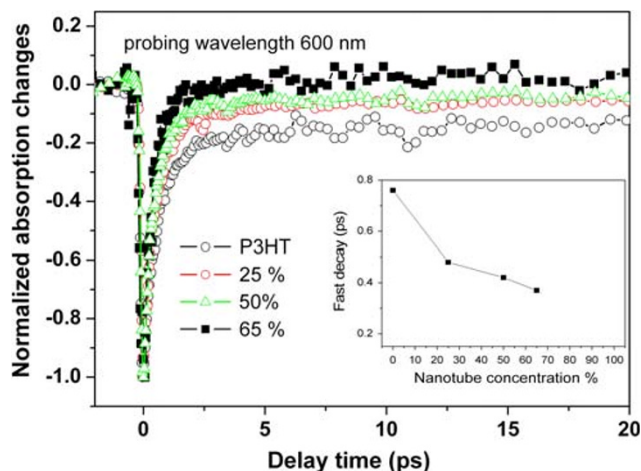 probing wavelength 600 nm
Normalized absorption changes
0.2
0.0
-0.2
-0.4
-0.6
-0.8
-1.0
P3HT
25 %
50%
65 %
Fast decay (ps)
0.8
0.6
0.4
0.2
0 10 20 30 40 50 60 70 80 90 100
Nanotube concentration %
0 5 10 15 20
Delay time (ps)